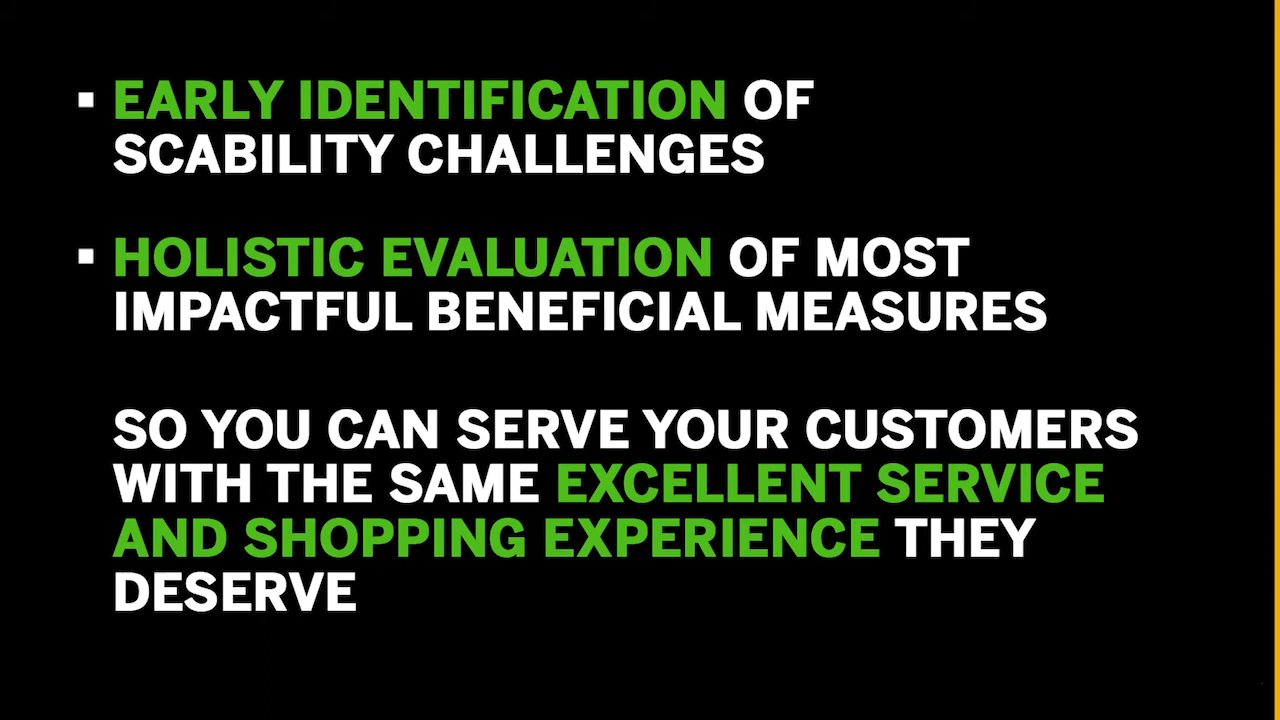 ▪ EARLY IDENTIFICATION OF
SCABILITY CHALLENGES
▪ HOLISTIC EVALUATION OF MOST
IMPACTFUL BENEFICIAL MEASURES
SO YOU CAN SERVE YOUR CUSTOMERS
WITH THE SAME EXCELLENT SERVICE
AND SHOPPING EXPERIENCE THEY
DESERVE